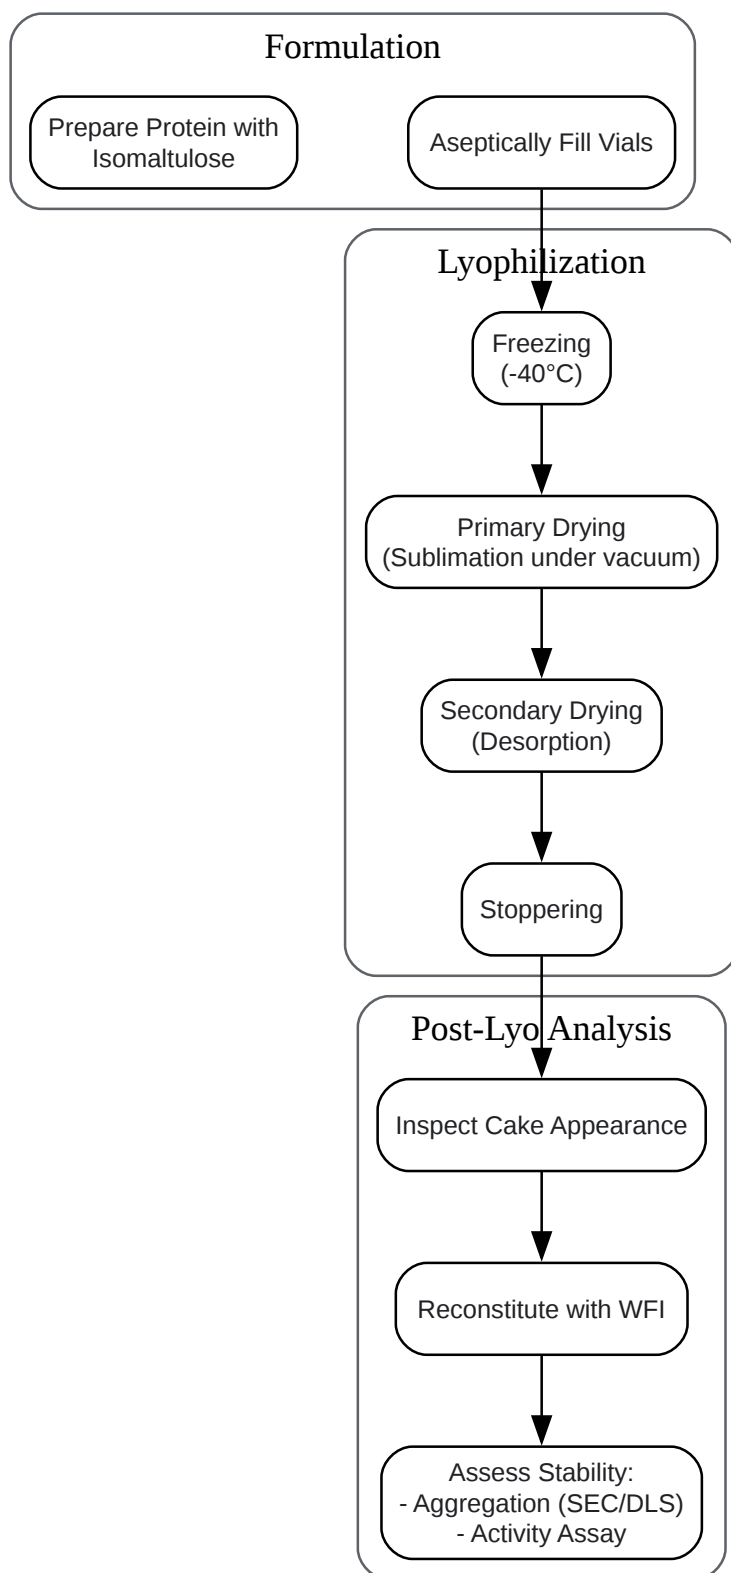 Formulation
Prepare Protein with
Isomaltulose
Aseptically Fill Vials
Lyophilization
Freezing
(-40°C)
Primary Drying
(Sublimation under vacuum)
Secondary Drying
(Desorption)
Stoppering
Post-Lyo Analysis
Inspect Cake Appearance
Reconstitute with WFI
Assess Stability:
- Aggregation (SEC/DLS)
- Activity Assay